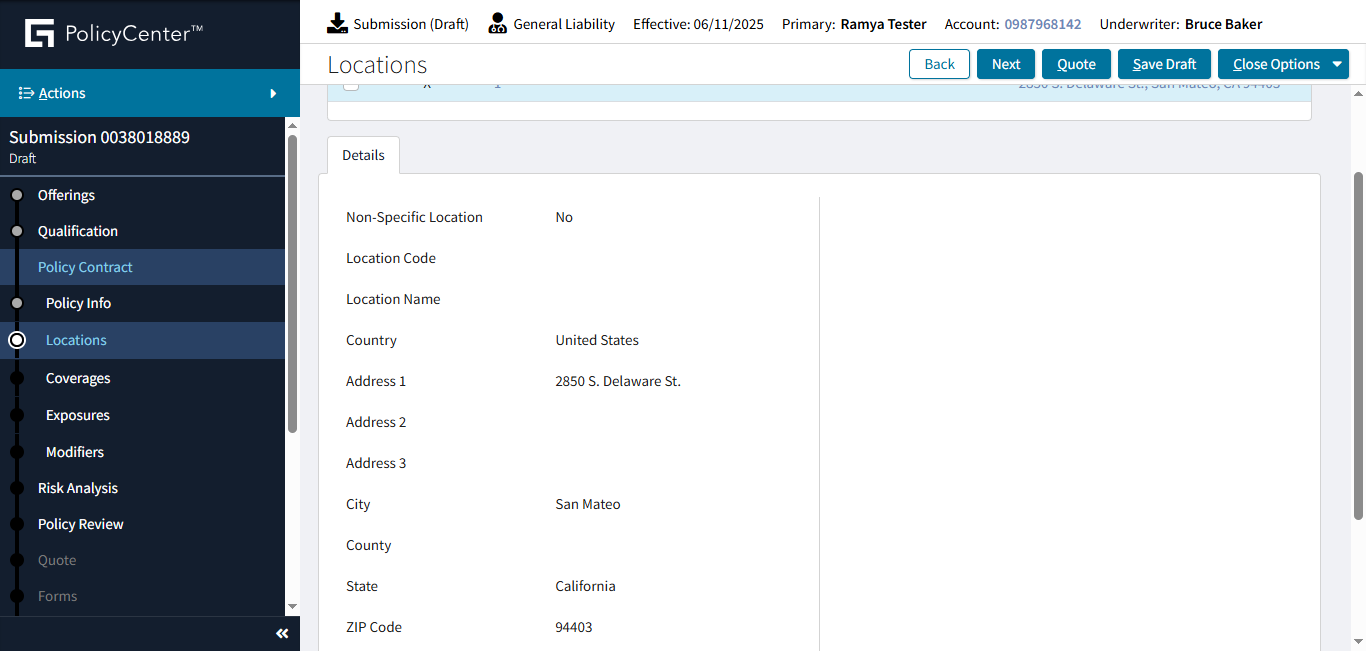 PolicyCenter™
Submission (Draft) General Liability Effective: 06/11/2025 Primary: Ramya Tester Account: 0987968142 Underwriter: Bruce Baker
Locations Back Next Quote Save Draft Close Options
Actions
Submission 0038018889
Draft
Offerings
Qualification
Policy Contract
Policy Info
Locations
Coverages
Exposures
Modifiers
Risk Analysis
Policy Review
Quote
Forms
1 2850 S. Delaware St., San Mateo, CA 94403
Details
Non-Specific Location No
Location Code
Location Name
Country United States
Address 1 2850 S. Delaware St.
Address 2
Address 3
City San Mateo
County
State California
ZIP Code 94403